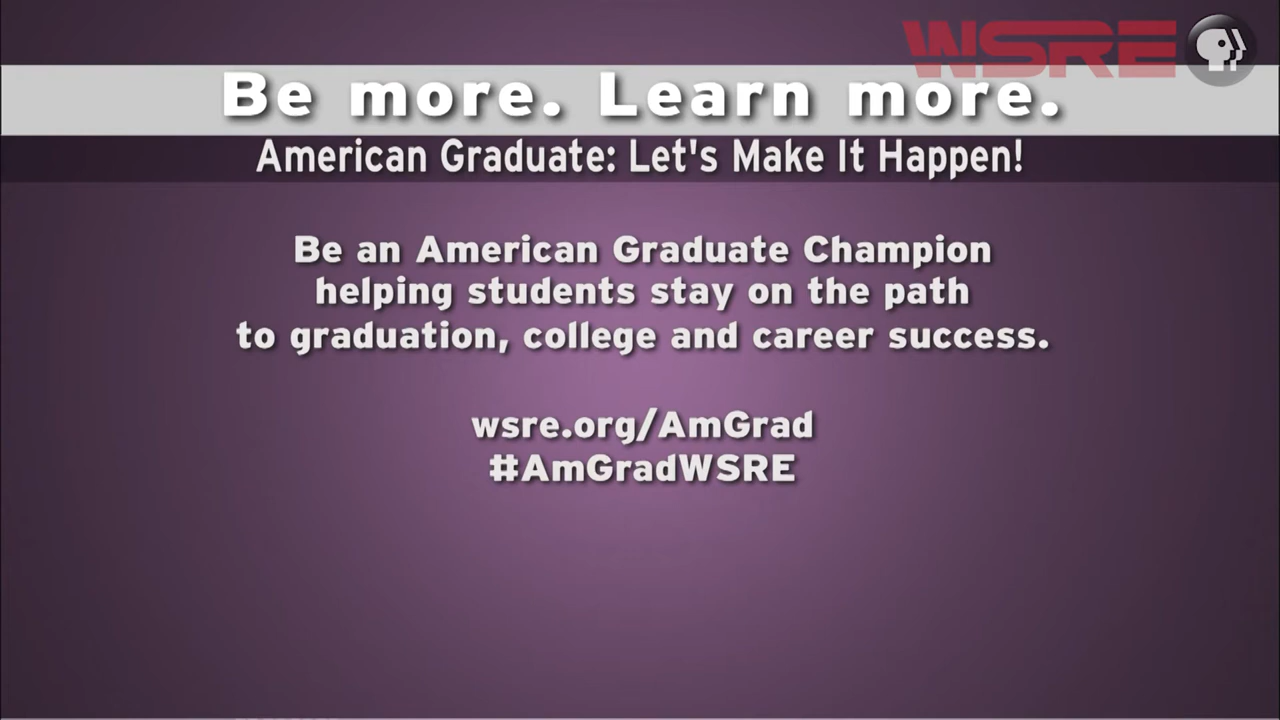 WSRE
Be more. Learn more.
American Graduate: Let's Make It Happen!
Be an American Graduate Champion
helping students stay on the path
to graduation, college and career success.
wsre.org/AmGrad
#AmGradWSRE